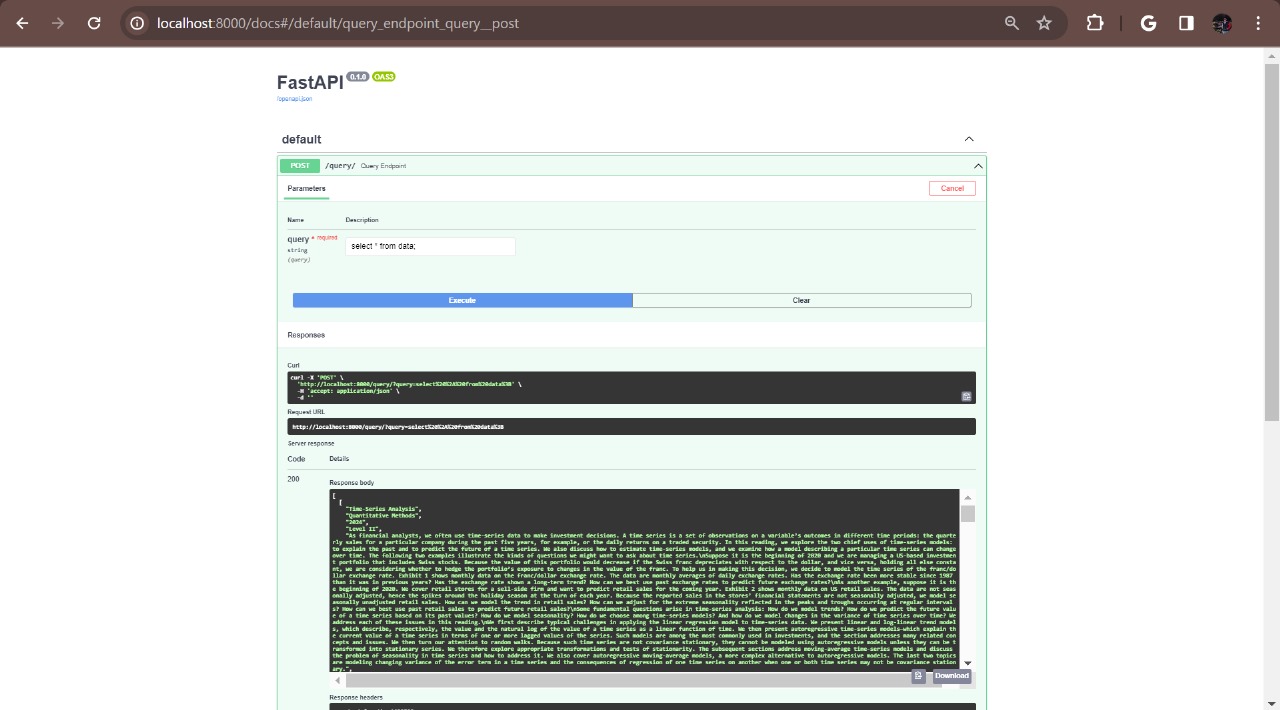 localhost:8000/docs#/default/query_endpoint_query__post
FastAPI 0.1.0 OAS3
/openapi.json
default
POST /query/ Query Endpoint
Parameters
Cancel
Name Description
query * required
string
(query)
select * from data;
Execute Clear
Responses
Curl
curl -X 'POST' \
'http://localhost:8000/query/?query=select%20%2A%20from%20data%3B' \
-H 'accept: application/json' \
-d ''
Request URL
http://localhost:8000/query/?query=select%20%2A%20from%20data%3B
Server response
Code Details
200
Response body
[
[
"Time-Series Analysis",
"Quantitative Methods",
"2024",
"Level II",
"As financial analysts, we often use time-series data to make investment decisions. A time series is a set of observations on a variable's outcomes in different time periods: the quarte
rly sales for a particular company during the past five years, for example, or the daily returns on a traded security. In this reading, we explore the two chief uses of time-series models:
to explain the past and to predict the future of a time series. We also discuss how to estimate time-series models, and we examine how a model describing a particular time series can change
over time. The following two examples illustrate the kinds of questions we might want to ask about time series.\nSuppose it is the beginning of 2020 and we are managing a US-based investmen
t portfolio that includes Swiss stocks. Because the value of this portfolio would decrease if the Swiss franc depreciates with respect to the dollar, and vice versa, holding all else consta
nt, we are considering whether to hedge the portfolio's exposure to changes in the value of the franc. To help us in making this decision, we decide to model the time series of the franc/do
llar exchange rate. Exhibit 1 shows monthly data on the franc/dollar exchange rate. The data are monthly averages of daily exchange rates. Has the exchange rate been more stable since 1987
than it was in previous years? Has the exchange rate shown a long-term trend? How can we best use past exchange rates to predict future exchange rates?\nAs another example, suppose it is th
e beginning of 2020. We cover retail stores for a sell-side firm and want to predict retail sales for the coming year. Exhibit 2 shows monthly data on US retail sales. The data are not seas
onally adjusted, hence the spikes around the holiday season at the turn of each year. Because the reported sales in the stores' financial statements are not seasonally adjusted, we model se
asonally unadjusted retail sales. How can we model the trend in retail sales? How can we adjust for the extreme seasonality reflected in the peaks and troughs occurring at regular interval
s? How can we best use past retail sales to predict future retail sales?\nSome fundamental questions arise in time-series analysis: How do we model trends? How do we predict the future valu
e of a time series based on its past values? How do we model seasonality? How do we choose among time-series models? And how do we model changes in the variance of time series over time? We
address each of these issues in this reading.\nWe first describe typical challenges in applying the linear regression model to time-series data. We present linear and log-linear trend model
s, which describe, respectively, the value and the natural log of the value of a time series as a linear function of time. We then present autoregressive time-series models-which explain th
e current value of a time series in terms of one or more lagged values of the series. Such models are among the most commonly used in investments, and the section addresses many related con
cepts and issues. We then turn our attention to random walks. Because such time series are not covariance stationary, they cannot be modeled using autoregressive models unless they can be t
ransformed into stationary series. We therefore explore appropriate transformations and tests of stationarity. The subsequent sections address moving-average time-series models and discuss
the problem of seasonality in time series and how to address it. We also cover autoregressive moving-average models, a more complex alternative to autoregressive models. The last two topics
are modeling changing variance of the error term in a time series and the consequences of regression of one time series on another when one or both time series may not be covariance station
ary.",
Download
Response headers